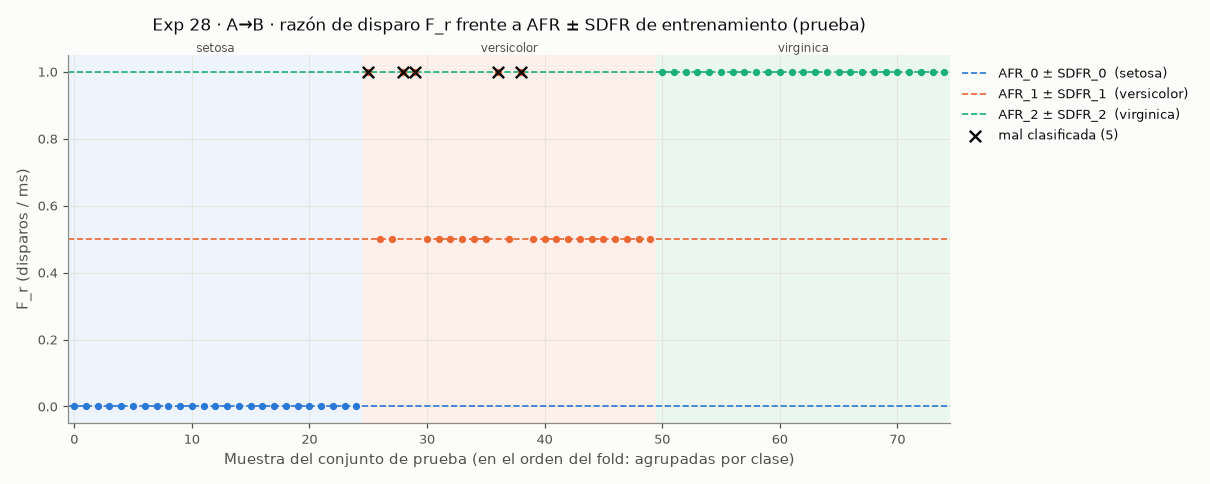 Exp 28 · A→B · razón de disparo F_r frente a AFR ± SDFR de entrenamiento (prueba)
setosa versicolor virginica
1.0
0.8
0.6
0.4
0.2
0.0
F_r (disparos / ms)
0 10 20 30 40 50 60 70
Muestra del conjunto de prueba (en el orden del fold: agrupadas por clase)
AFR_0 ± SDFR_0 (setosa)
AFR_1 ± SDFR_1 (versicolor)
AFR_2 ± SDFR_2 (virginica)
mal clasificada (5)